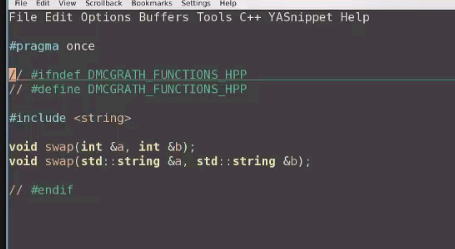 File Edit View Scrollback Bookmarks Settings Help
File Edit Options Buffers Tools C++ YASnippet Help
#pragma once
// #ifndef DMCGRATH_FUNCTIONS_HPP
// #define DMCGRATH_FUNCTIONS_HPP
#include <string>
void swap(int &a, int &b);
void swap(std::string &a, std::string &b);
// #endif